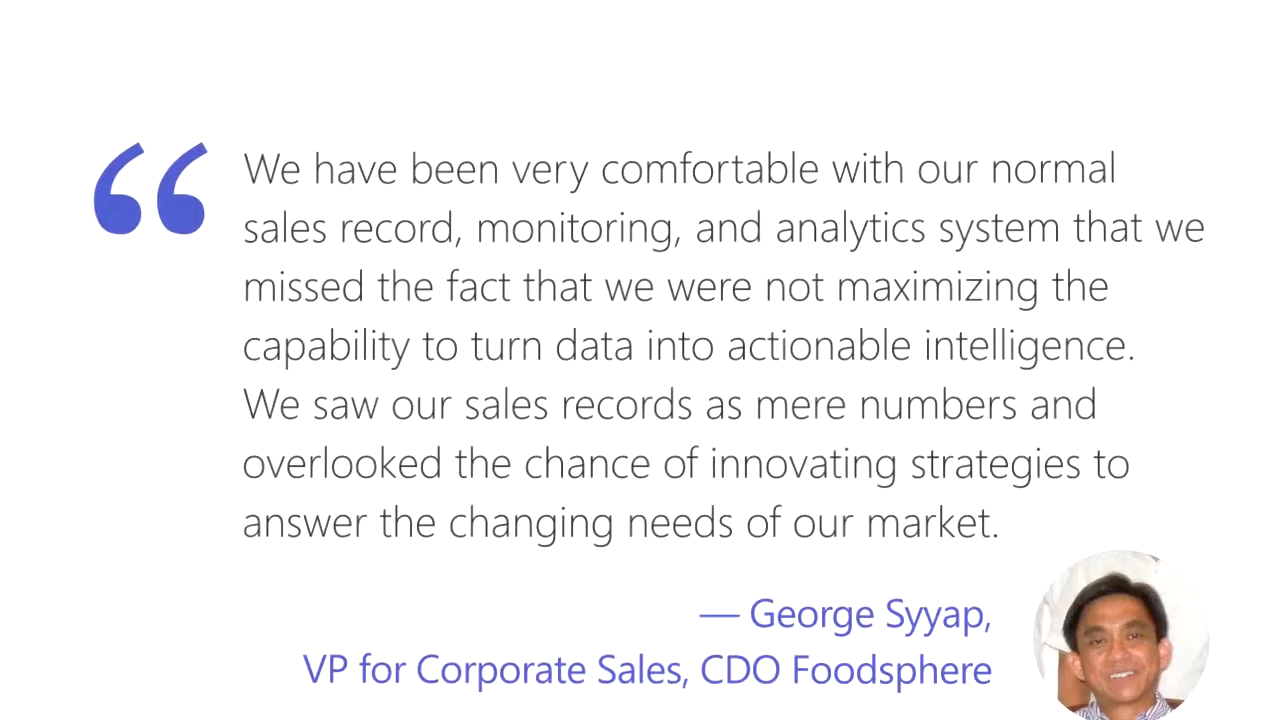 “
We have been very comfortable with our normal
sales record, monitoring, and analytics system that we
missed the fact that we were not maximizing the
capability to turn data into actionable intelligence.
We saw our sales records as mere numbers and
overlooked the chance of innovating strategies to
answer the changing needs of our market.
— George Syyap,
VP for Corporate Sales, CDO Foodsphere